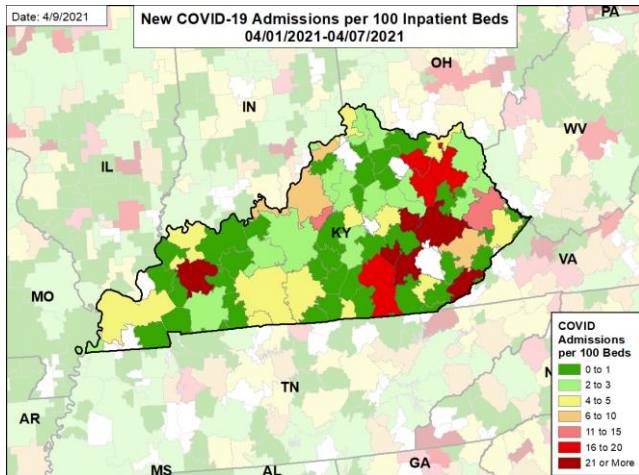 Date: 4/9/2021
New COVID-19 Admissions per 100 Inpatient Beds
04/01/2021-04/07/2021
PA
OH
IN
WV
IL
KY
VA
MO
TN
AR
MS
AL
GA
N
COVID
Admissions
per 100 Beds
0 to 1
2 to 3
4 to 5
6 to 10
11 to 15
16 to 20
21 or More